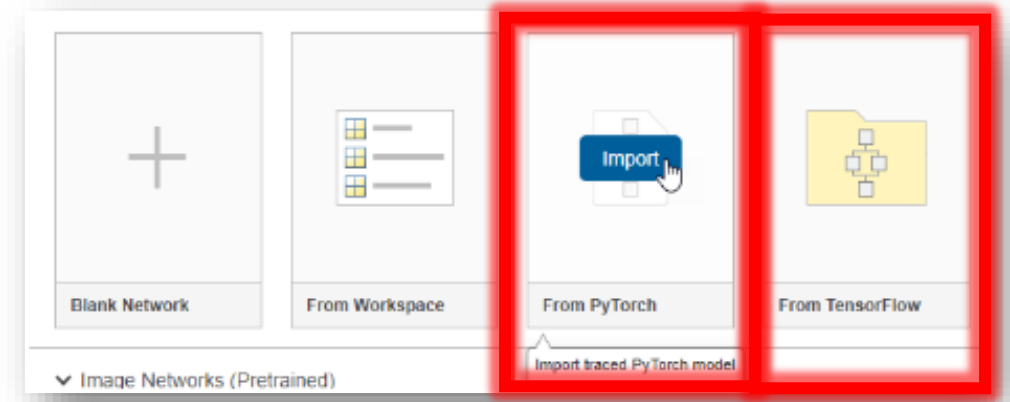 Import
Blank Network
From Workspace
From PyTorch
From TensorFlow
Import traced PyTorch model
Image Networks (Pretrained)